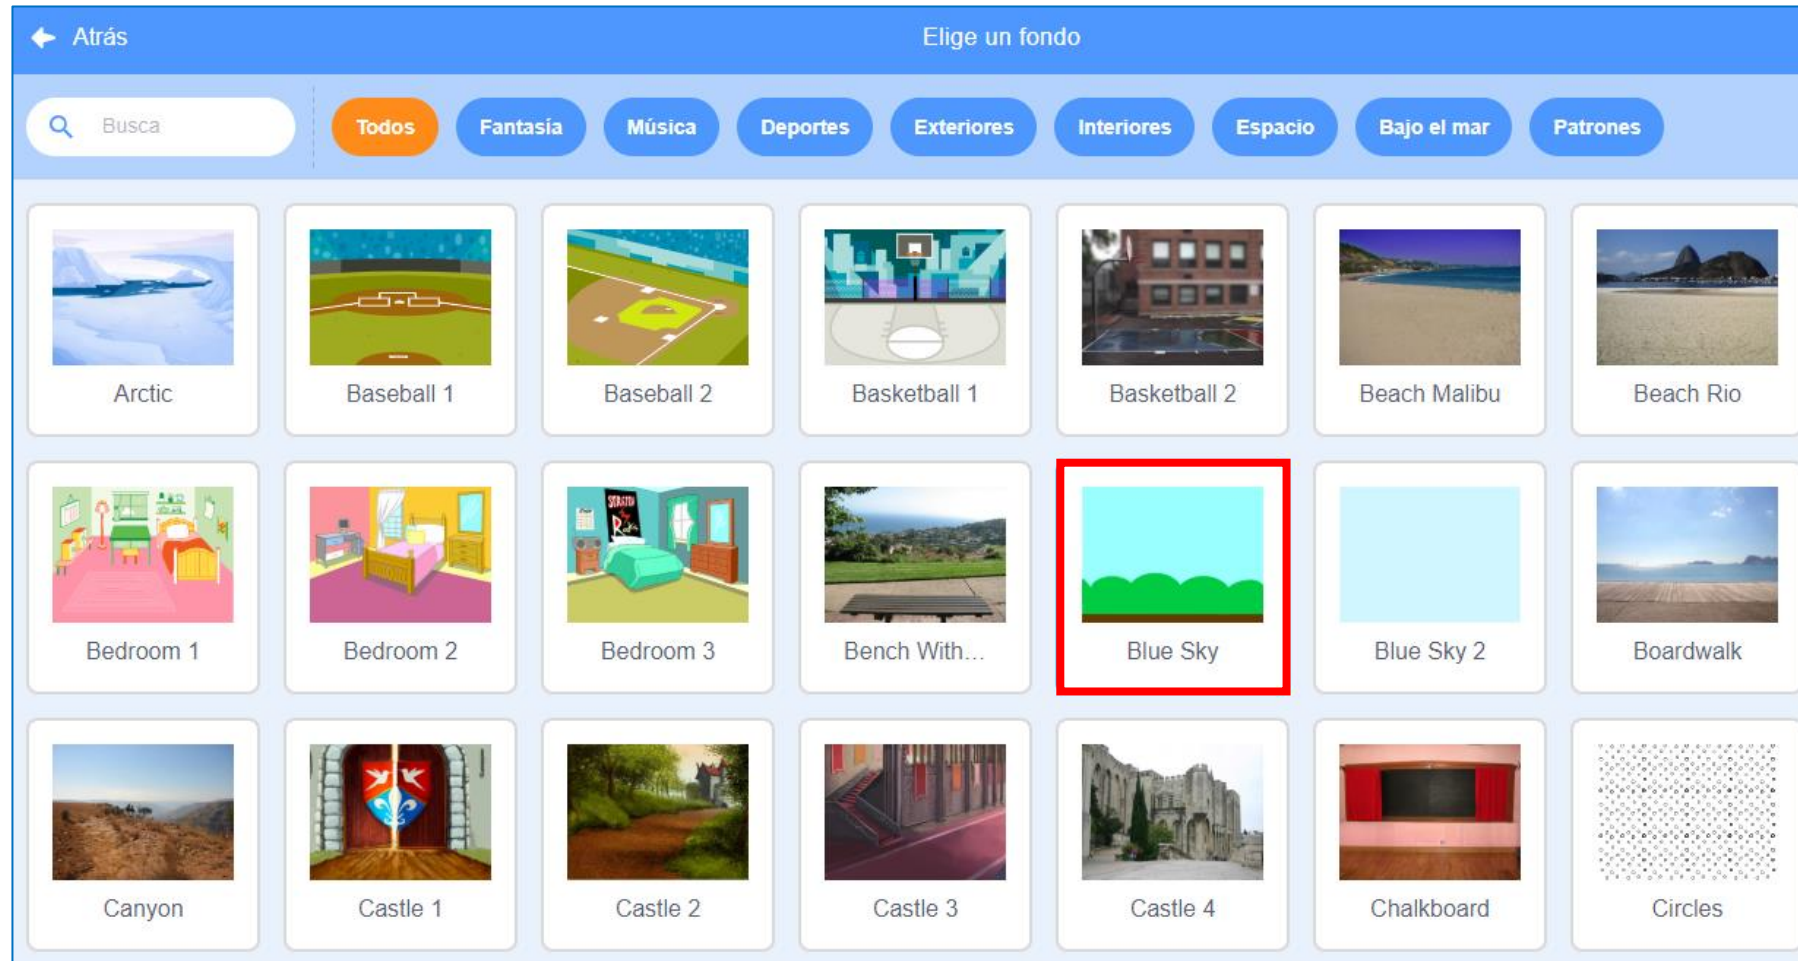 Atrás
Elige un fondo
Busca
Todos
Fantasía
Música
Deportes
Exteriores
Interiores
Espacio
Bajo el mar
Patrones
Arctic
Baseball 1
Baseball 2
Basketball 1
Basketball 2
Beach Malibu
Beach Rio
Bedroom 1
Bedroom 2
Bedroom 3
Bench With...
Blue Sky
Blue Sky 2
Boardwalk
Canyon
Castle 1
Castle 2
Castle 3
Castle 4
Chalkboard
Circles